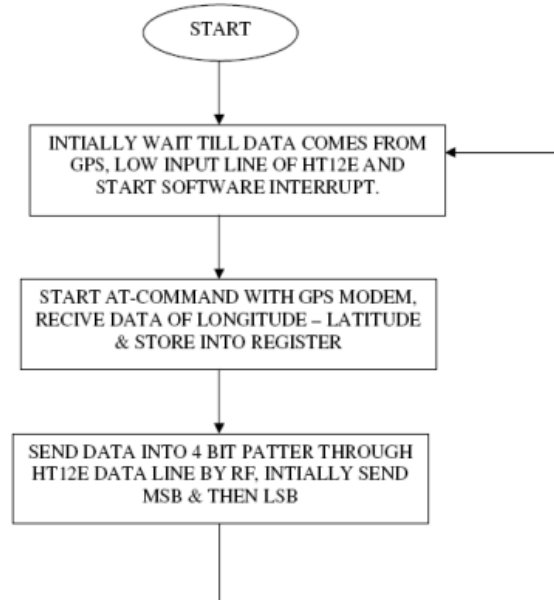 START
INTIALLY WAIT TILL DATA COMES FROM
GPS, LOW INPUT LINE OF HT12E AND
START SOFTWARE INTERRUPT.
START AT-COMMAND WITH GPS MODEM,
RECIVE DATA OF LONGITUDE – LATITUDE
& STORE INTO REGISTER
SEND DATA INTO 4 BIT PATTER THROUGH
HT12E DATA LINE BY RF, INTIALLY SEND
MSB & THEN LSB